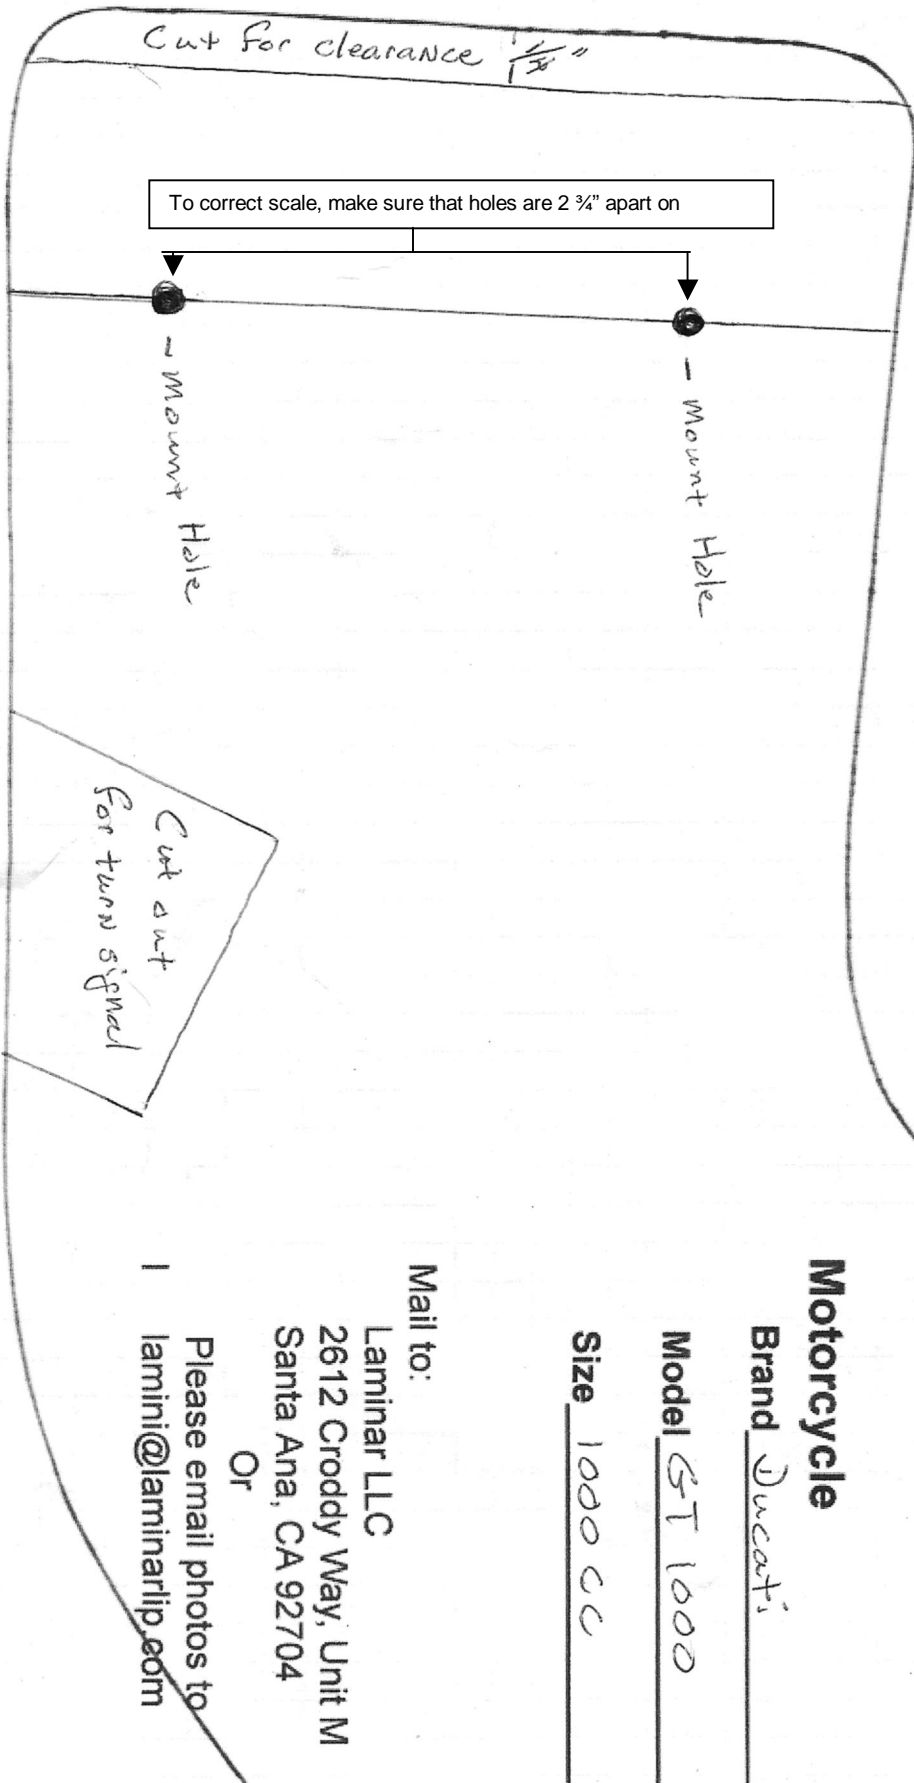 Cut for clearance
To correct scale, make sure that holes are 2 ¾” apart on
- Mount Hole
- Mount Hole
Cut out
for turn signal
Motorcycle
Brand Ducati
Model GT 1000
Size 1000 CC
Mail to:
Laminar LLC
2612 Croddy Way, Unit M
Santa Ana, CA 92704
Or
Please email photos to
lamini@laminarlip.com